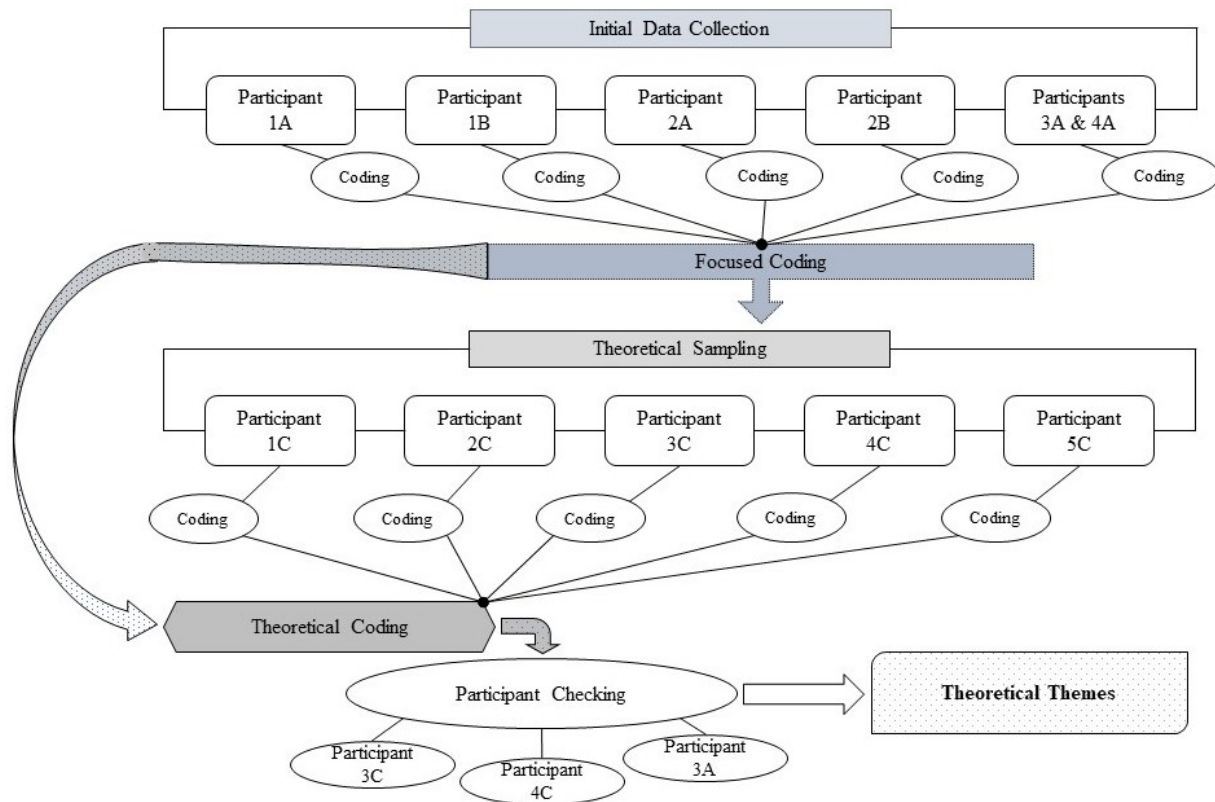 Initial Data Collection
Participant
1A
Participant
1B
Participant
2A
Participant
2B
Participants
3A & 4A
Coding
Coding
Coding
Coding
Coding
Focused Coding
Theoretical Sampling
Participant
1C
Participant
2C
Participant
3C
Participant
4C
Participant
5C
Coding
Coding
Coding
Coding
Coding
Theoretical Coding
Participant Checking
Theoretical Themes
Participant
3C
Participant
4C
Participant
3A